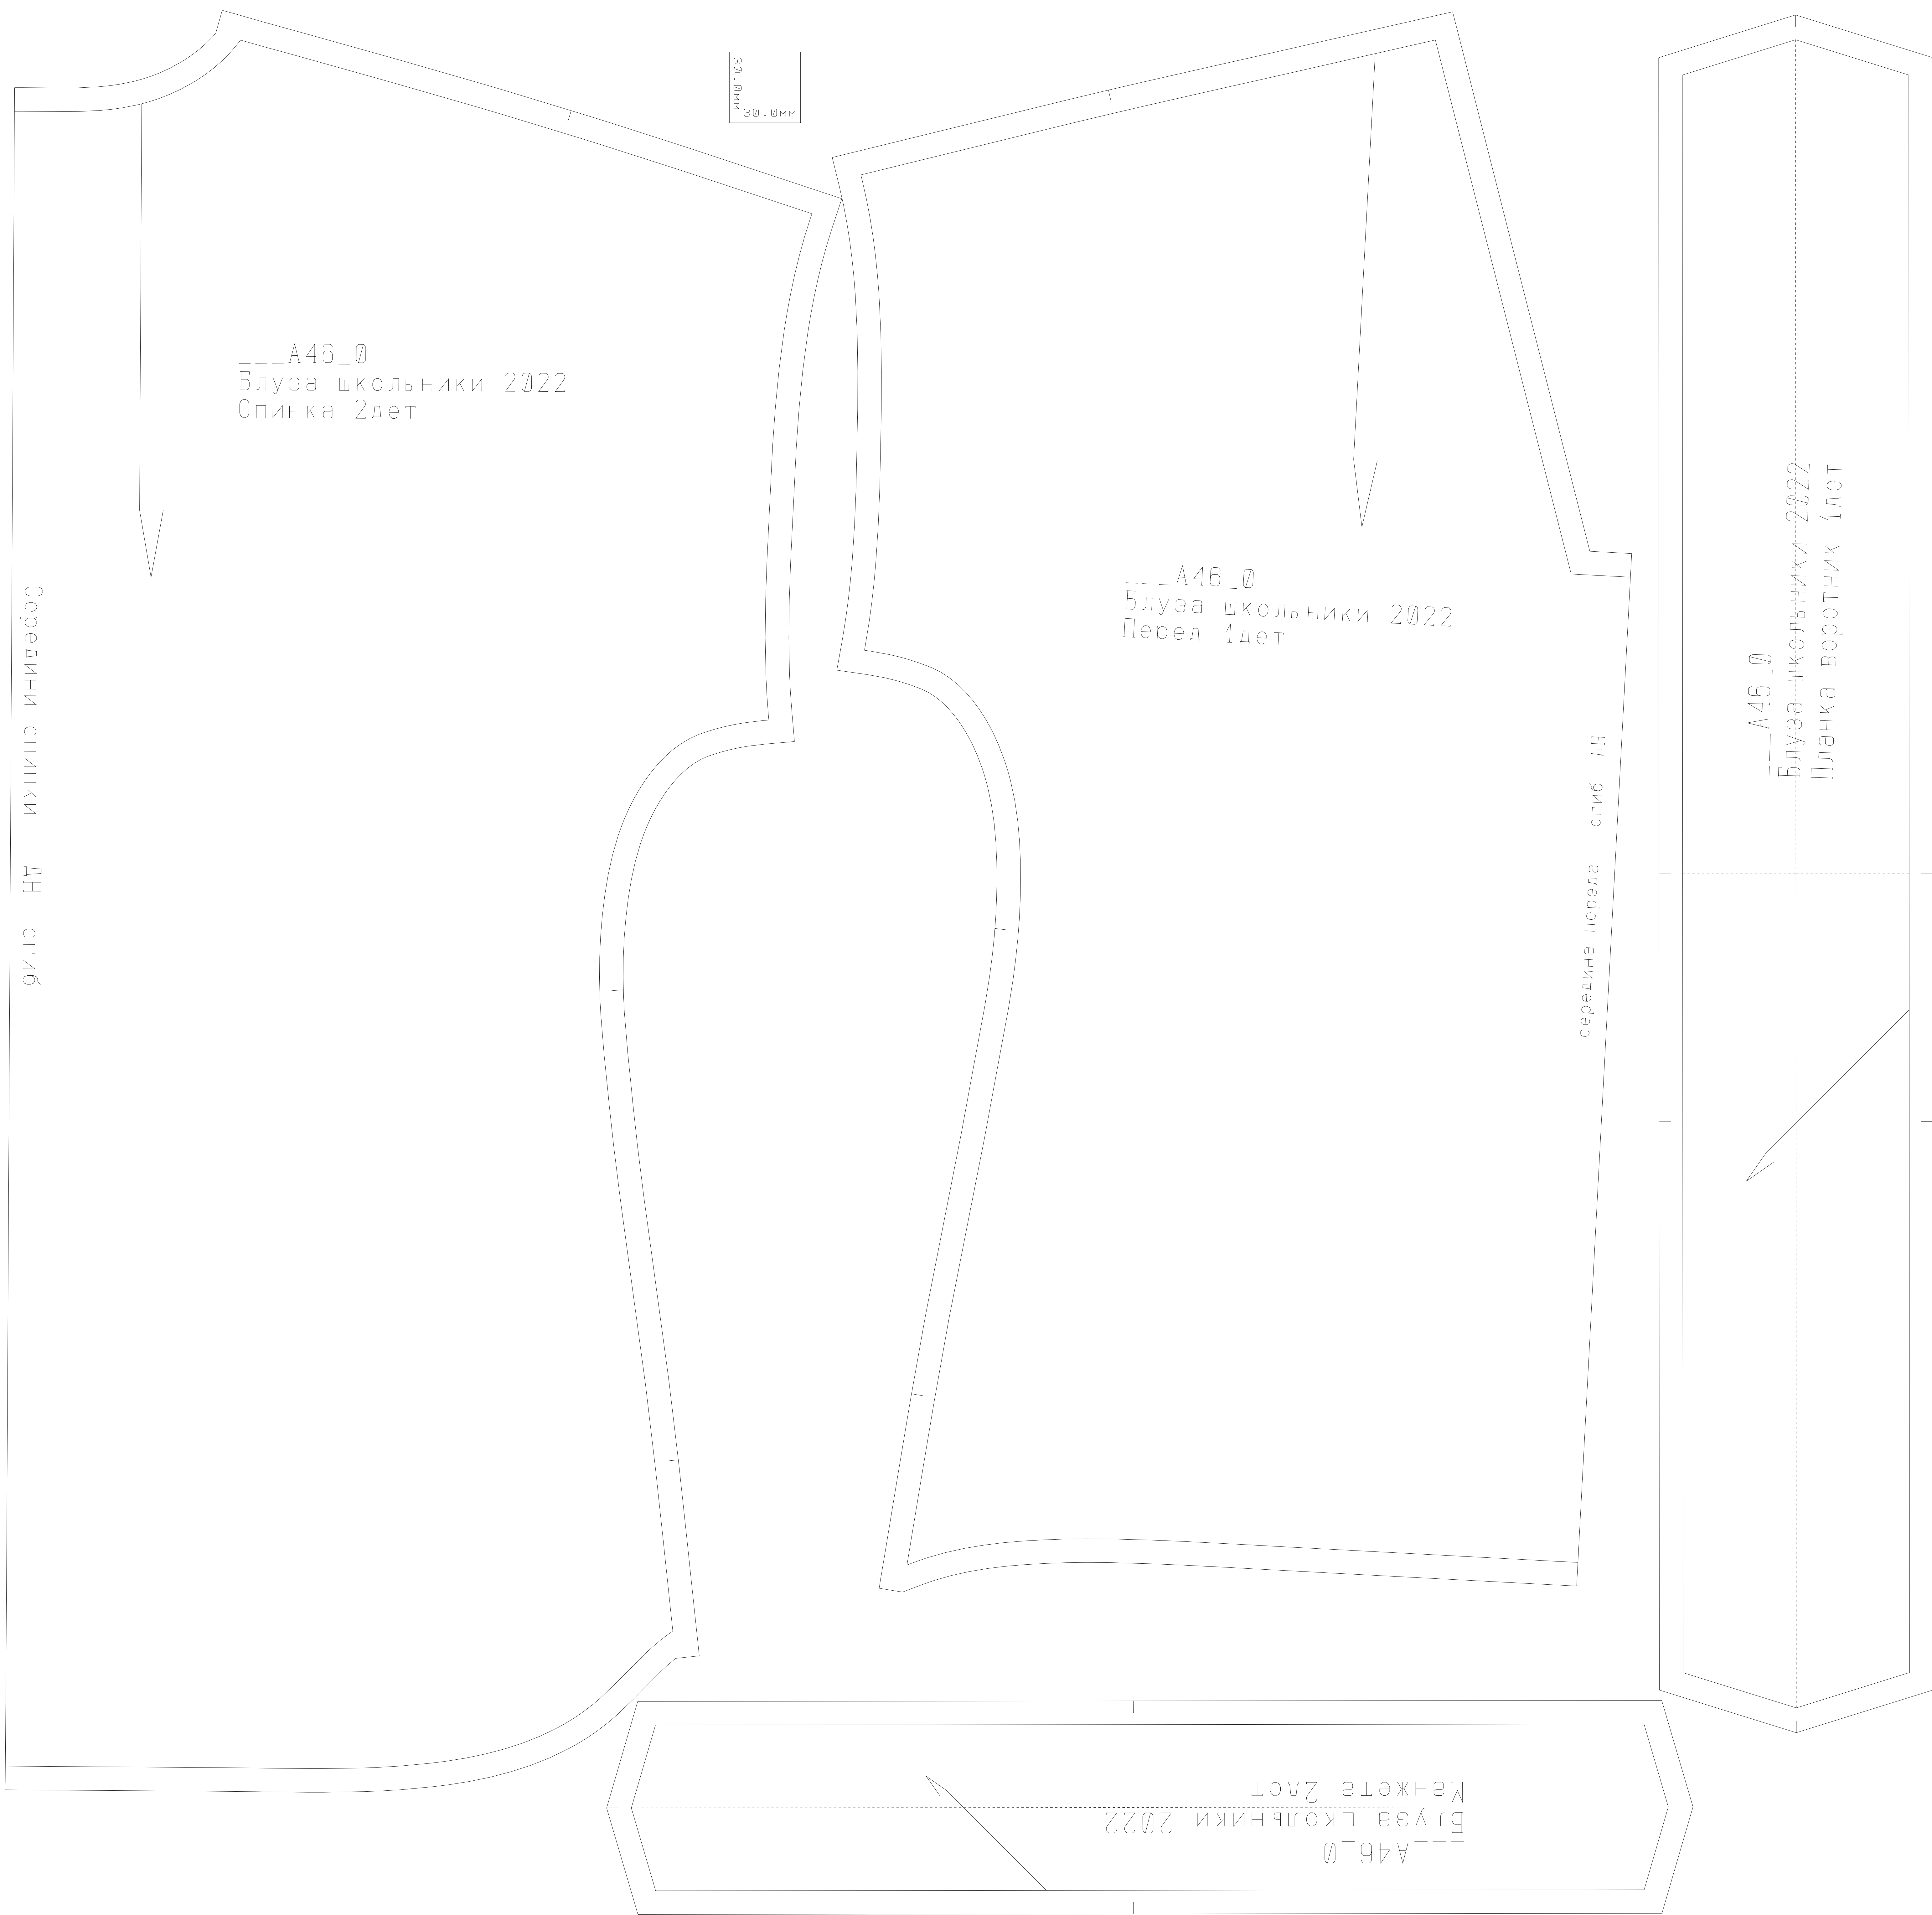 30.0мм
30.0мм
___А46_0
Блуза школьники 2022
Спинка 2дет
Середини спинки ДН сгиб
___А46_0
Блуза школьники 2022
Перед 1дет
середина переда сгиб ДН
___А46_0
Блуза школьники 2022
Планка воротник 1дет
___А46_0
Блуза школьники 2022
Манжета 2дет